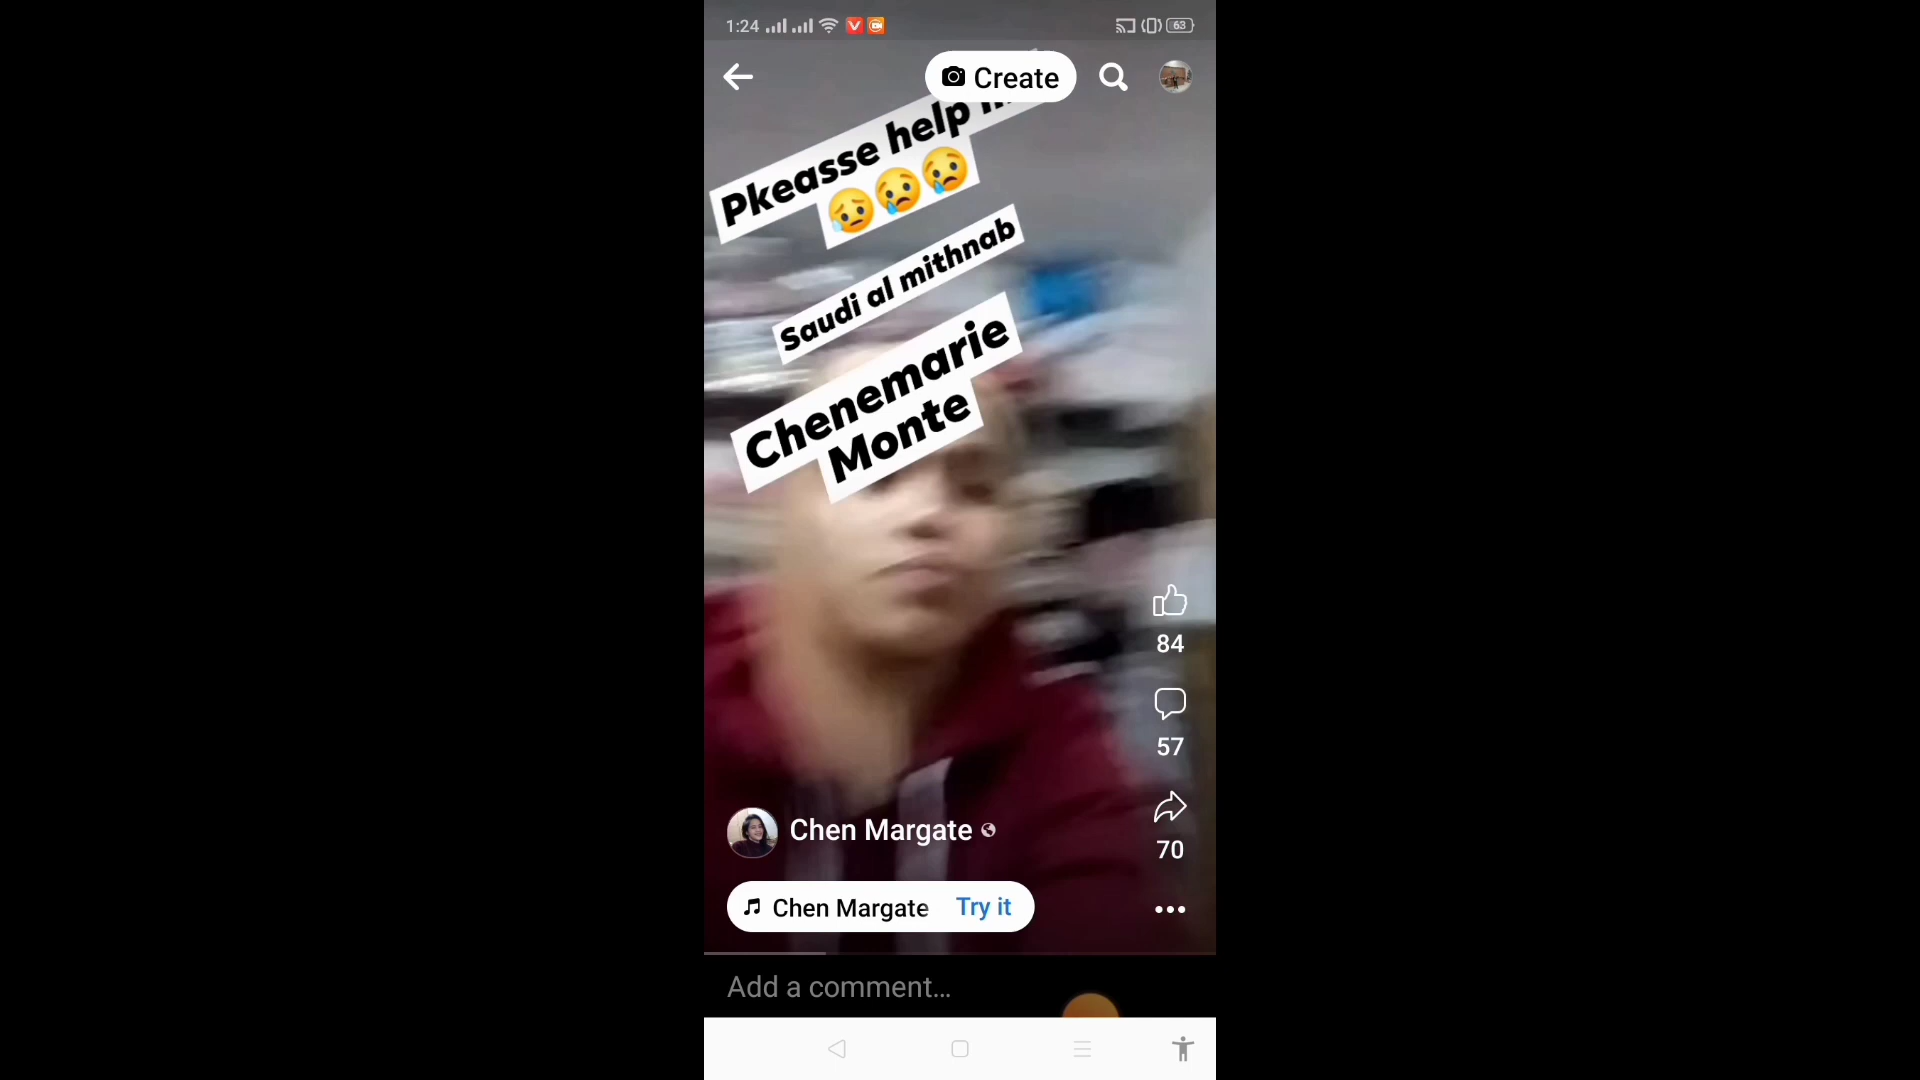 1:24
63
Create
Pkeasse help
😥😢😢
Saudi al mithnab
Chenemarie
Monte
84
57
70
Chen Margate
Chen Margate Try it
Add a comment...